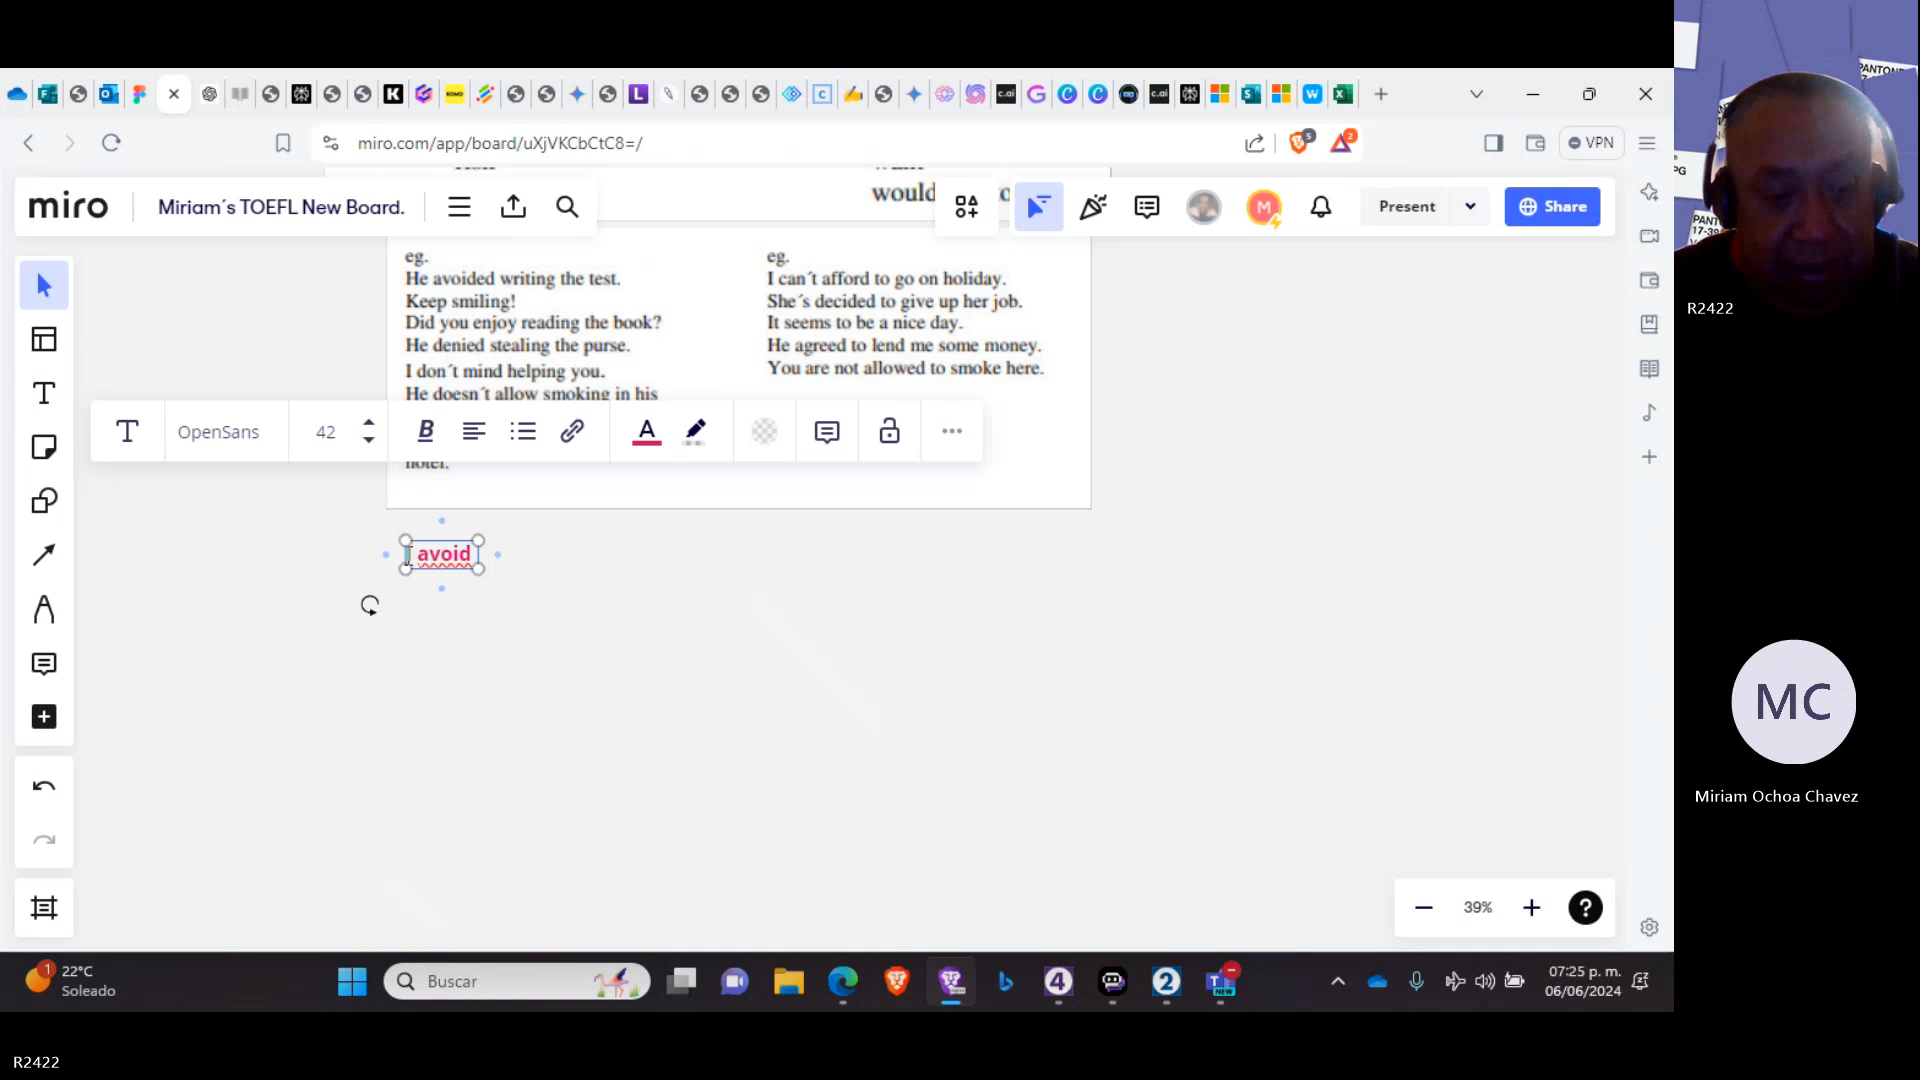 miro.com/app/board/uXjVKCbCtC8=/
VPN
miro
Miriam´s TOEFL New Board.
would
Present
Share
eg.
He avoided writing the test.
Keep smiling!
Did you enjoy reading the book?
He denied stealing the purse.
I don´t mind helping you.
He doesn´t allow smoking in his
hotel.
eg.
I can´t afford to go on holiday.
She´s decided to give up her job.
It seems to be a nice day.
He agreed to lend me some money.
You are not allowed to smoke here.
OpenSans
42
I avoid
39%
PANTONE
R2422
MC
Miriam Ochoa Chavez
22°C
Soleado
Buscar
07:25 p. m.
06/06/2024
R2422